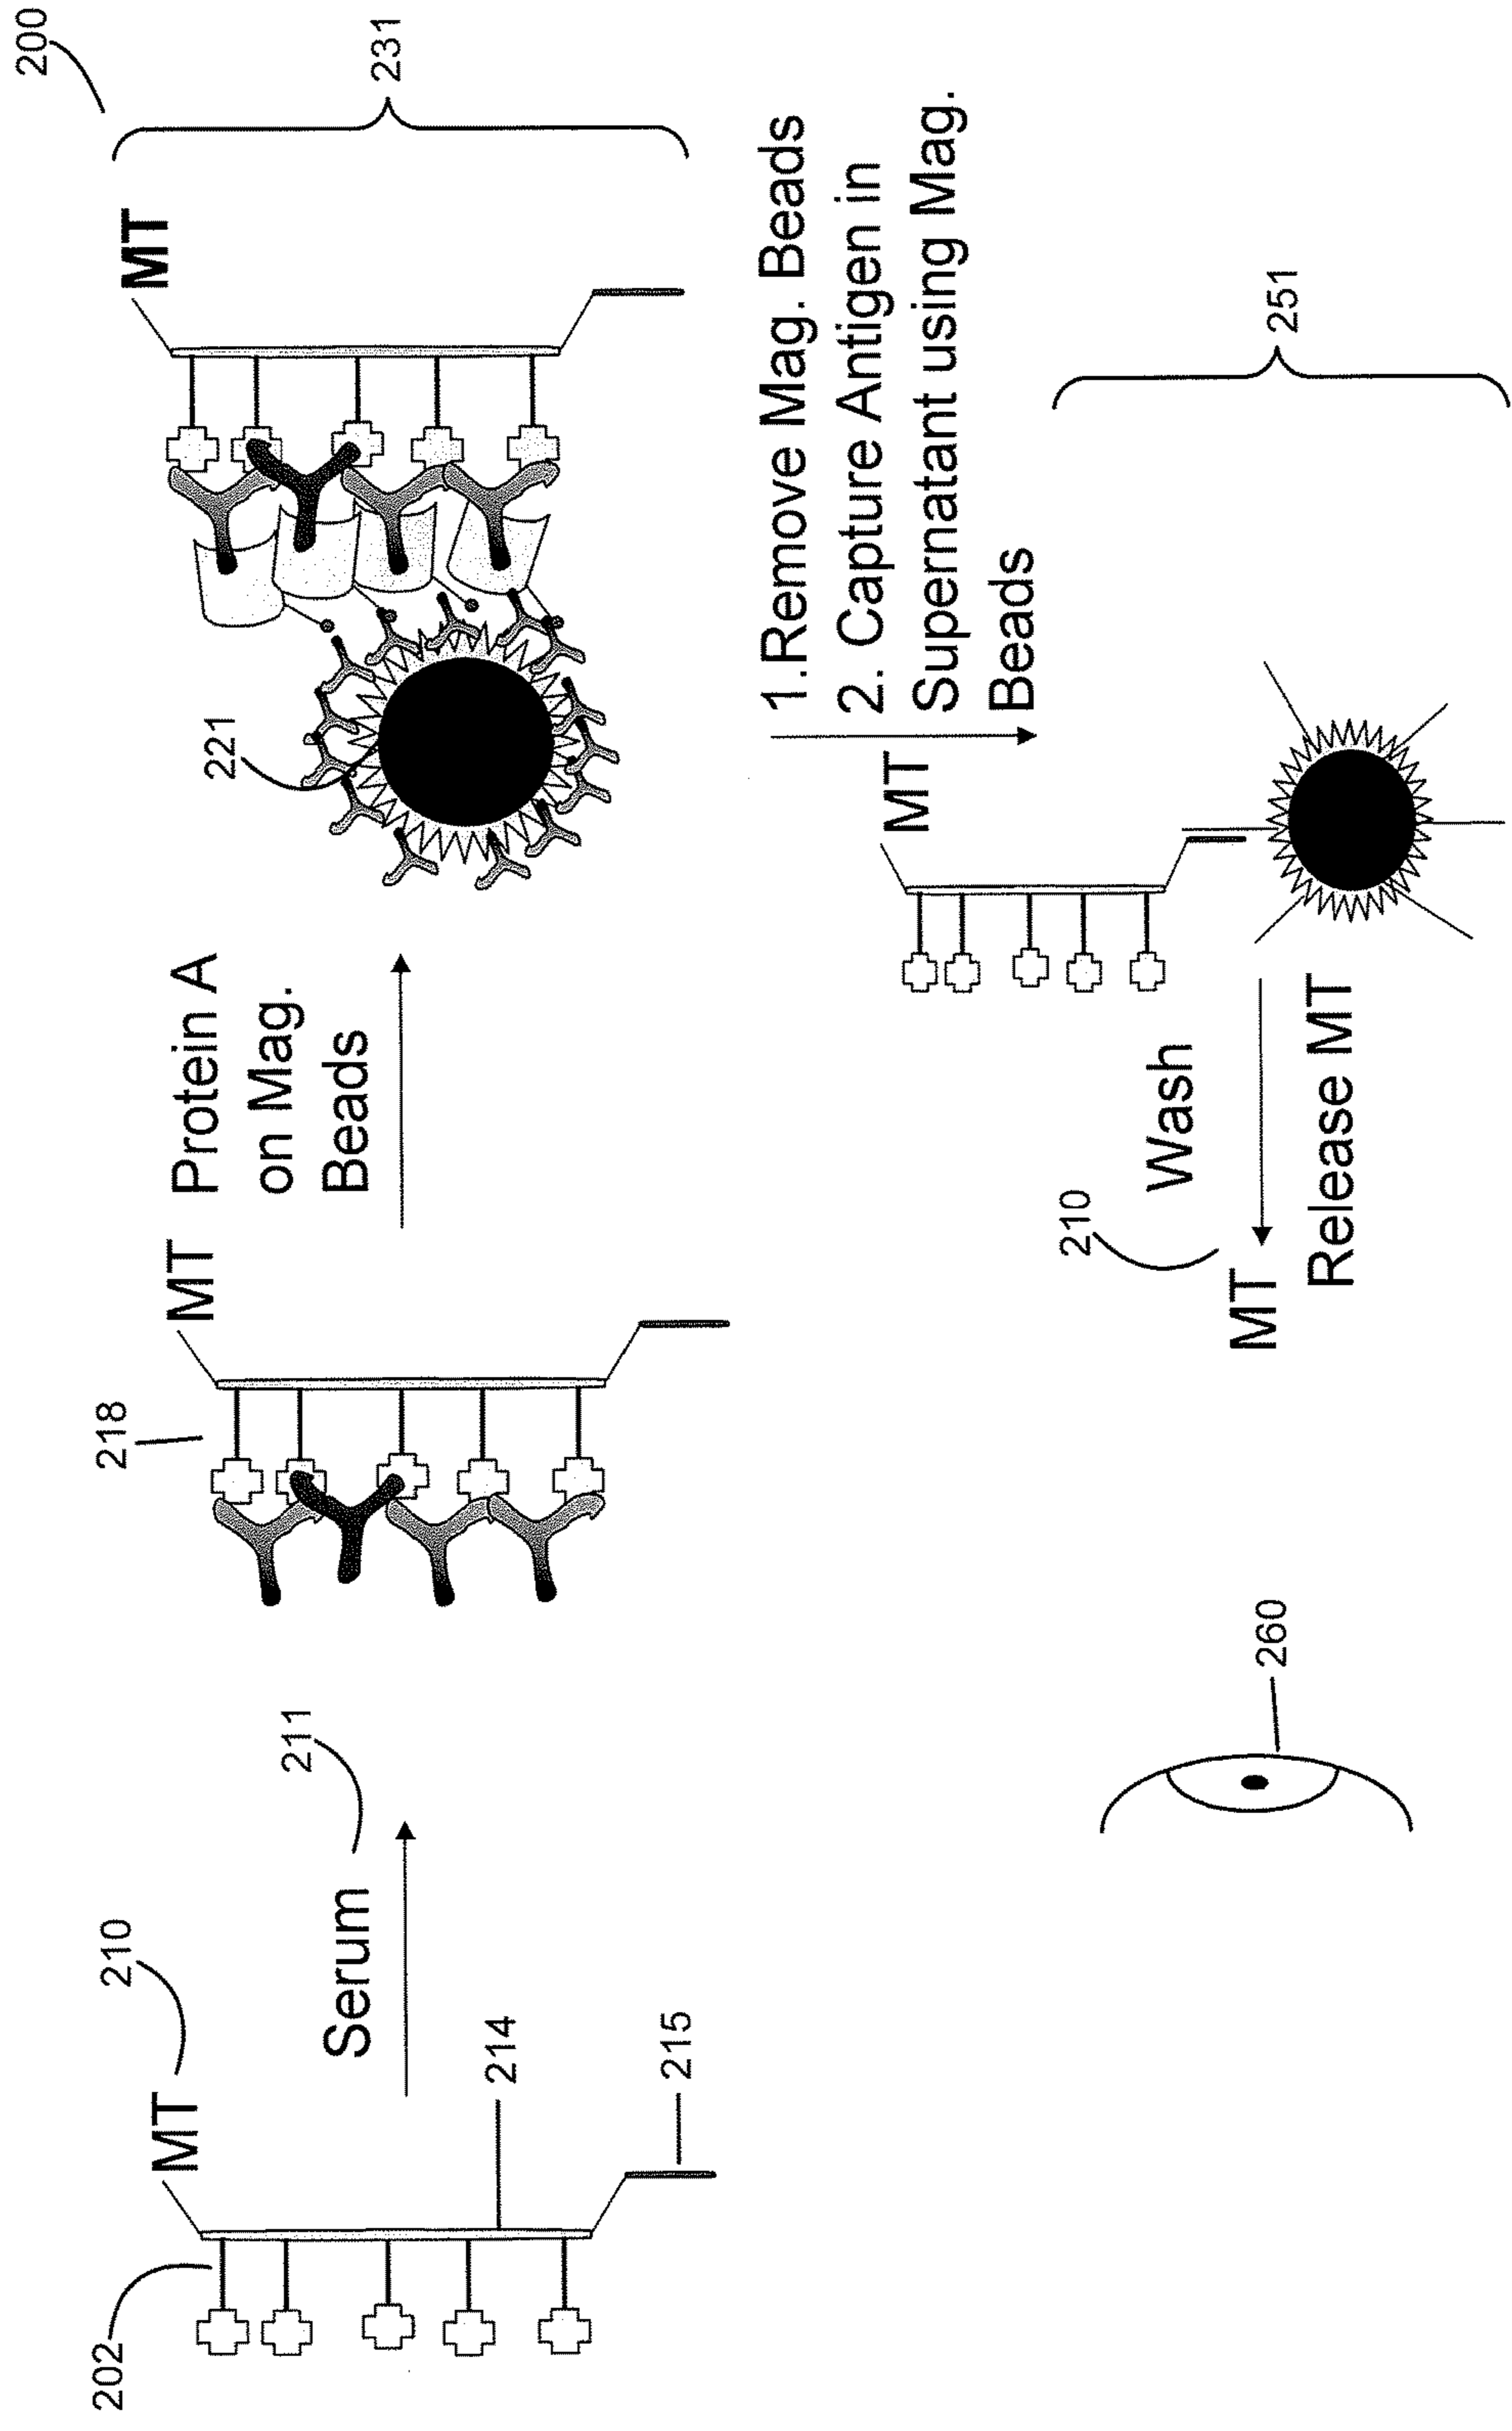 200
202
MT
210
Serum
211
214
215
218
MT
Protein A
on Mag.
Beads
221
MT
231
1.Remove Mag. Beads
2. Capture Antigen in
Supernatant using Mag.
Beads
MT
251
Wash
Release MT
210
MT
260